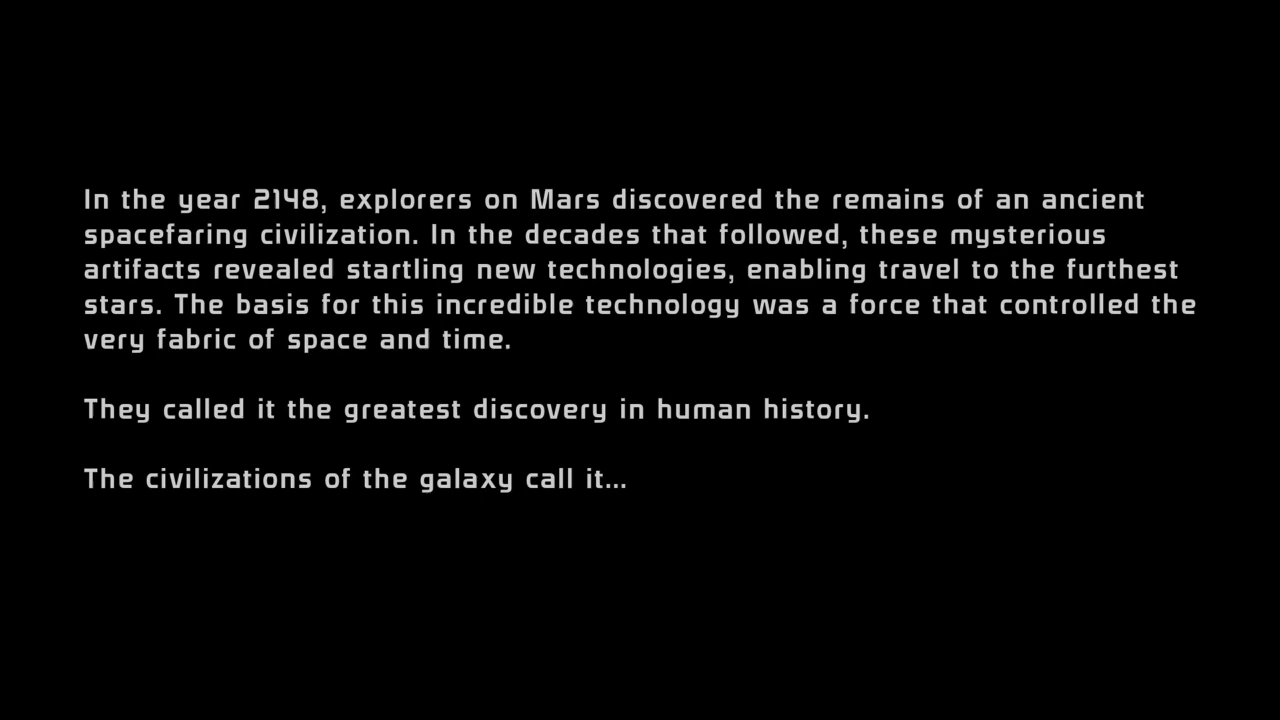 In the year 2148, explorers on Mars discovered the remains of an ancient
spacefaring civilization. In the decades that followed, these mysterious
artifacts revealed startling new technologies, enabling travel to the furthest
stars. The basis for this incredible technology was a force that controlled the
very fabric of space and time.
They called it the greatest discovery in human history.
The civilizations of the galaxy call it...